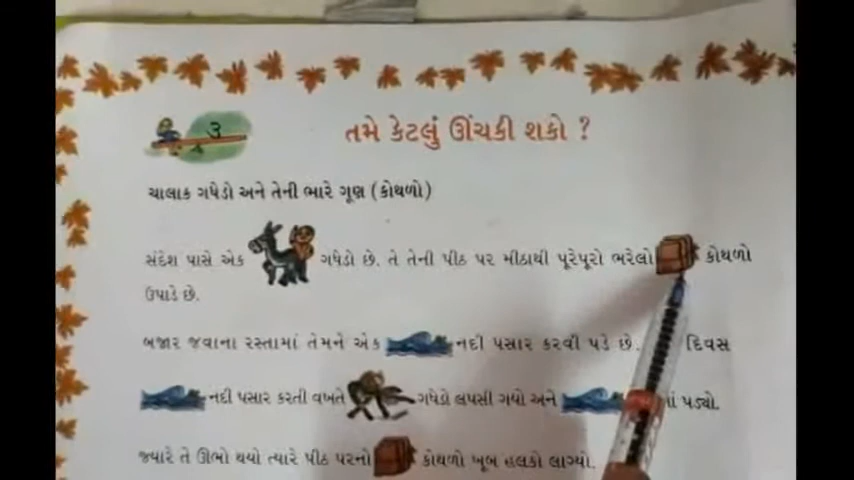 ૩
તમે કેટલું ઊંચકી શકો ?
ચાલાક ગધેડો અને તેની ભારે ગૂણ (કોથળો)
સંદેશ પાસે એક ગધેડો છે. તે તેની પીઠ પર મીઠાથી પૂરેપૂરો ભરેલો કોથળો
ઉપાડે છે.
બજાર જવાના રસ્તામાં તેમને એક નદી પસાર કરવી પડે છે. દિવસ
નદી પસાર કરતી વખતે ગધેડો લપસી ગયો અને માં પડ્યો.
જ્યારે તે ઊભો થયો ત્યારે પીઠ પરનો કોથળો ખૂબ હલકો લાગ્યો.